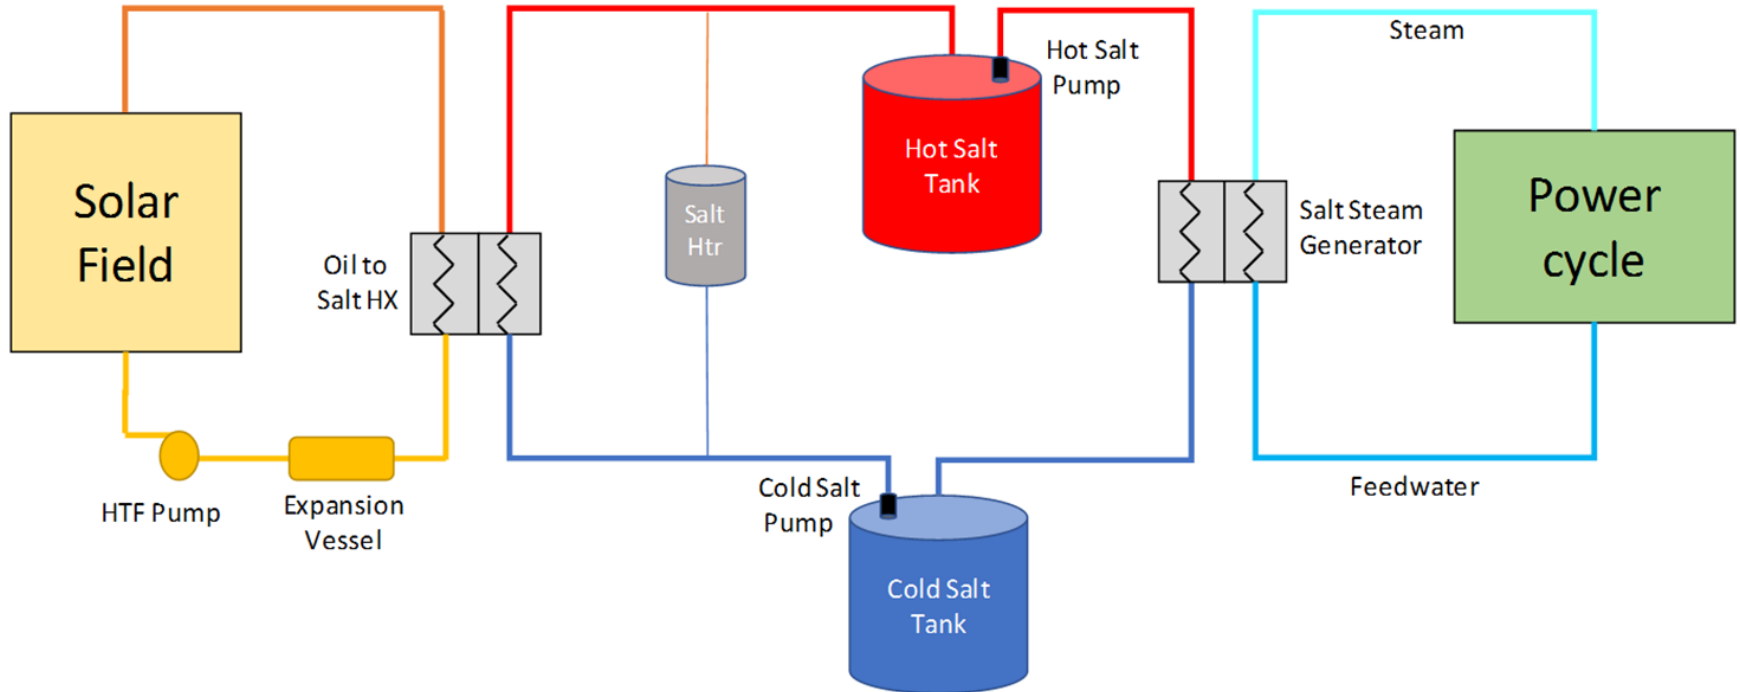 Steam
Hot Salt
Pump
Hot Salt
Tank
Solar
Field
Salt
Htr
Power
cycle
Salt Steam
Generator
Oil to
Salt HX
HTF Pump
Expansion
Vessel
Cold Salt
Pump
Feedwater
Cold Salt
Tank